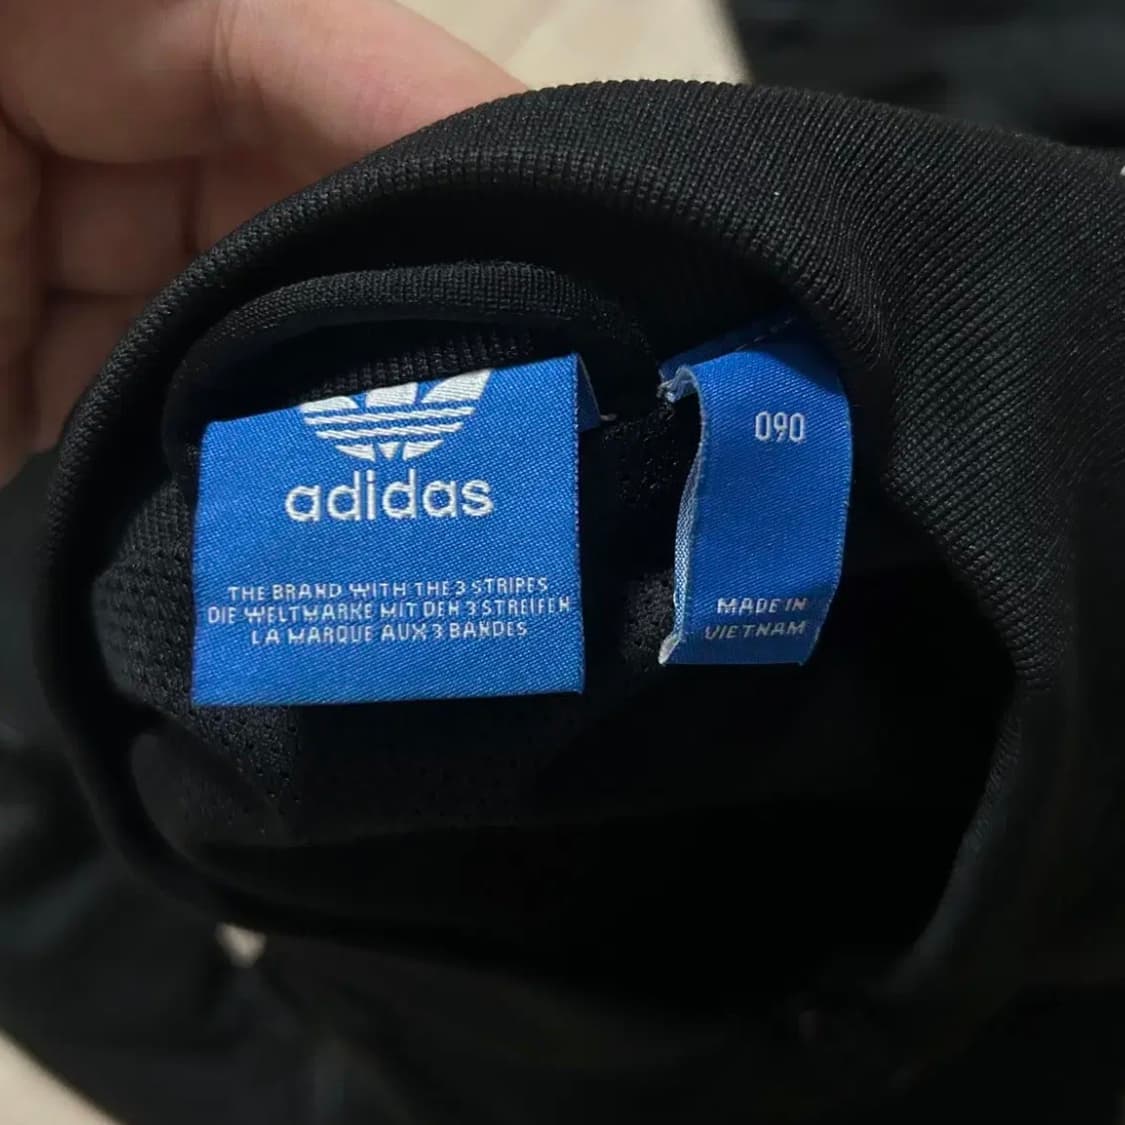 adidas
THE BRAND WITH THE 3 STRIPES
DIE WELTMARKE MIT DEN 3 STREIFEN
LA MARQUE AUX 3 BANDES
090
MADE IN
VIETNAM